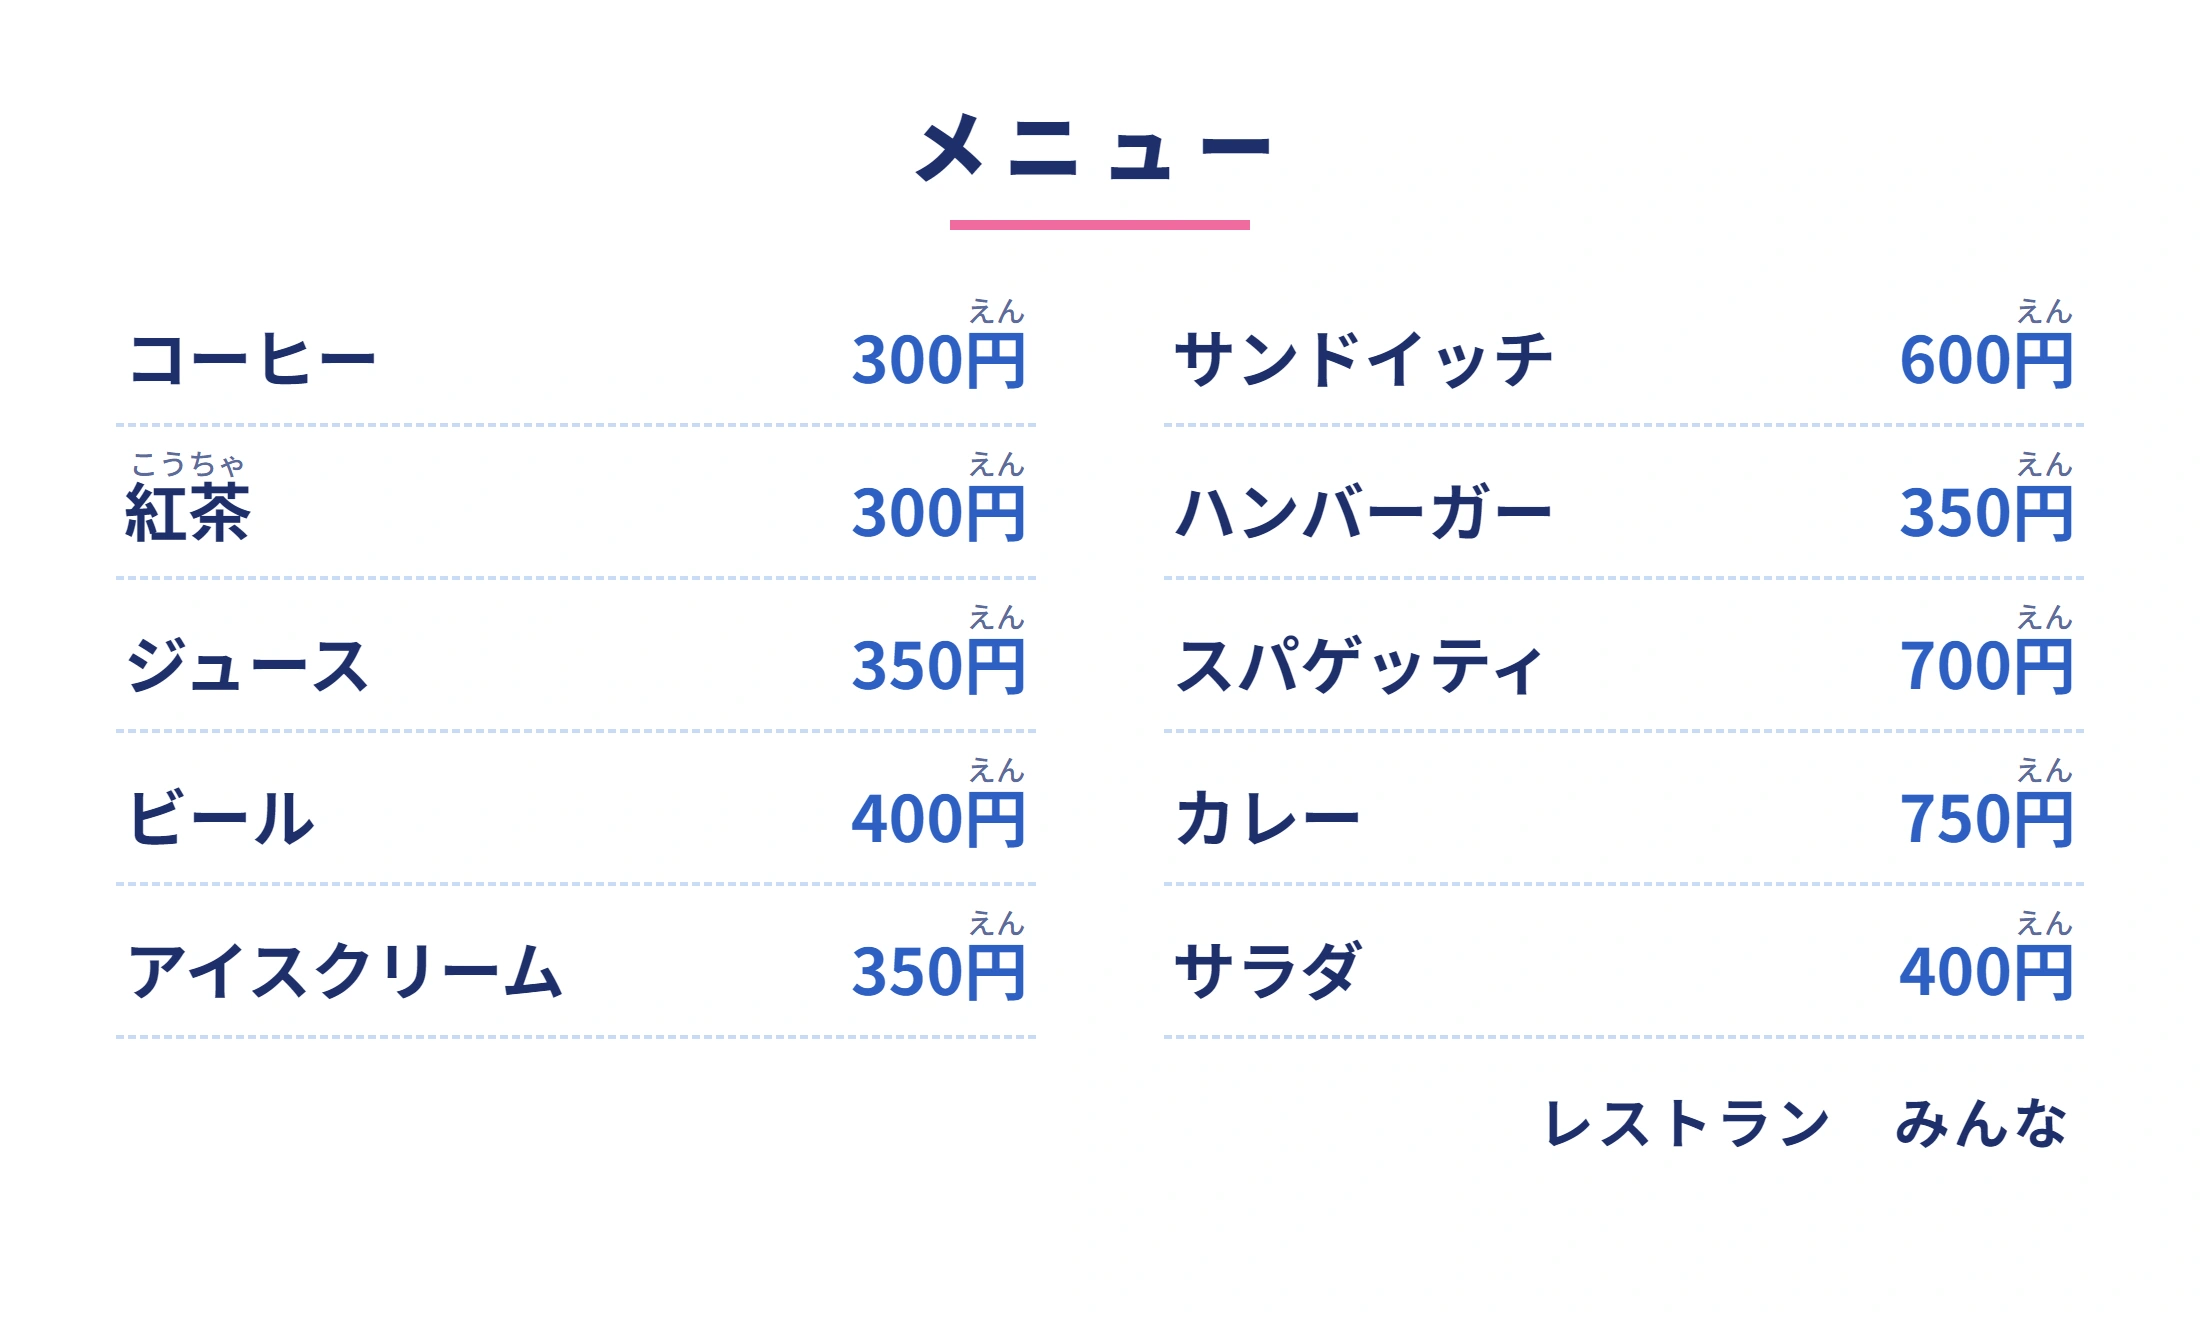 メニュー
コーヒー 300円
えん
紅茶 300円
こうちゃ えん
ジュース 350円
えん
ビール 400円
えん
アイスクリーム 350円
えん
サンドイッチ 600円
えん
ハンバーガー 350円
えん
スパゲッティ 700円
えん
カレー 750円
えん
サラダ 400円
えん
レストラン　みんな